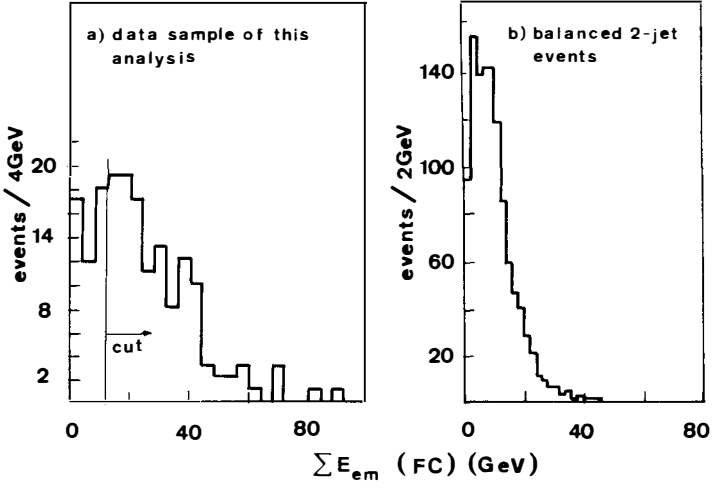 a) data sample of this
analysis
events / 4GeV
20
14
8
2
cut
0
40
80
b) balanced 2-jet
events
events / 2GeV
140
100
60
20
0
40
80
∑E_em (FC) (GeV)